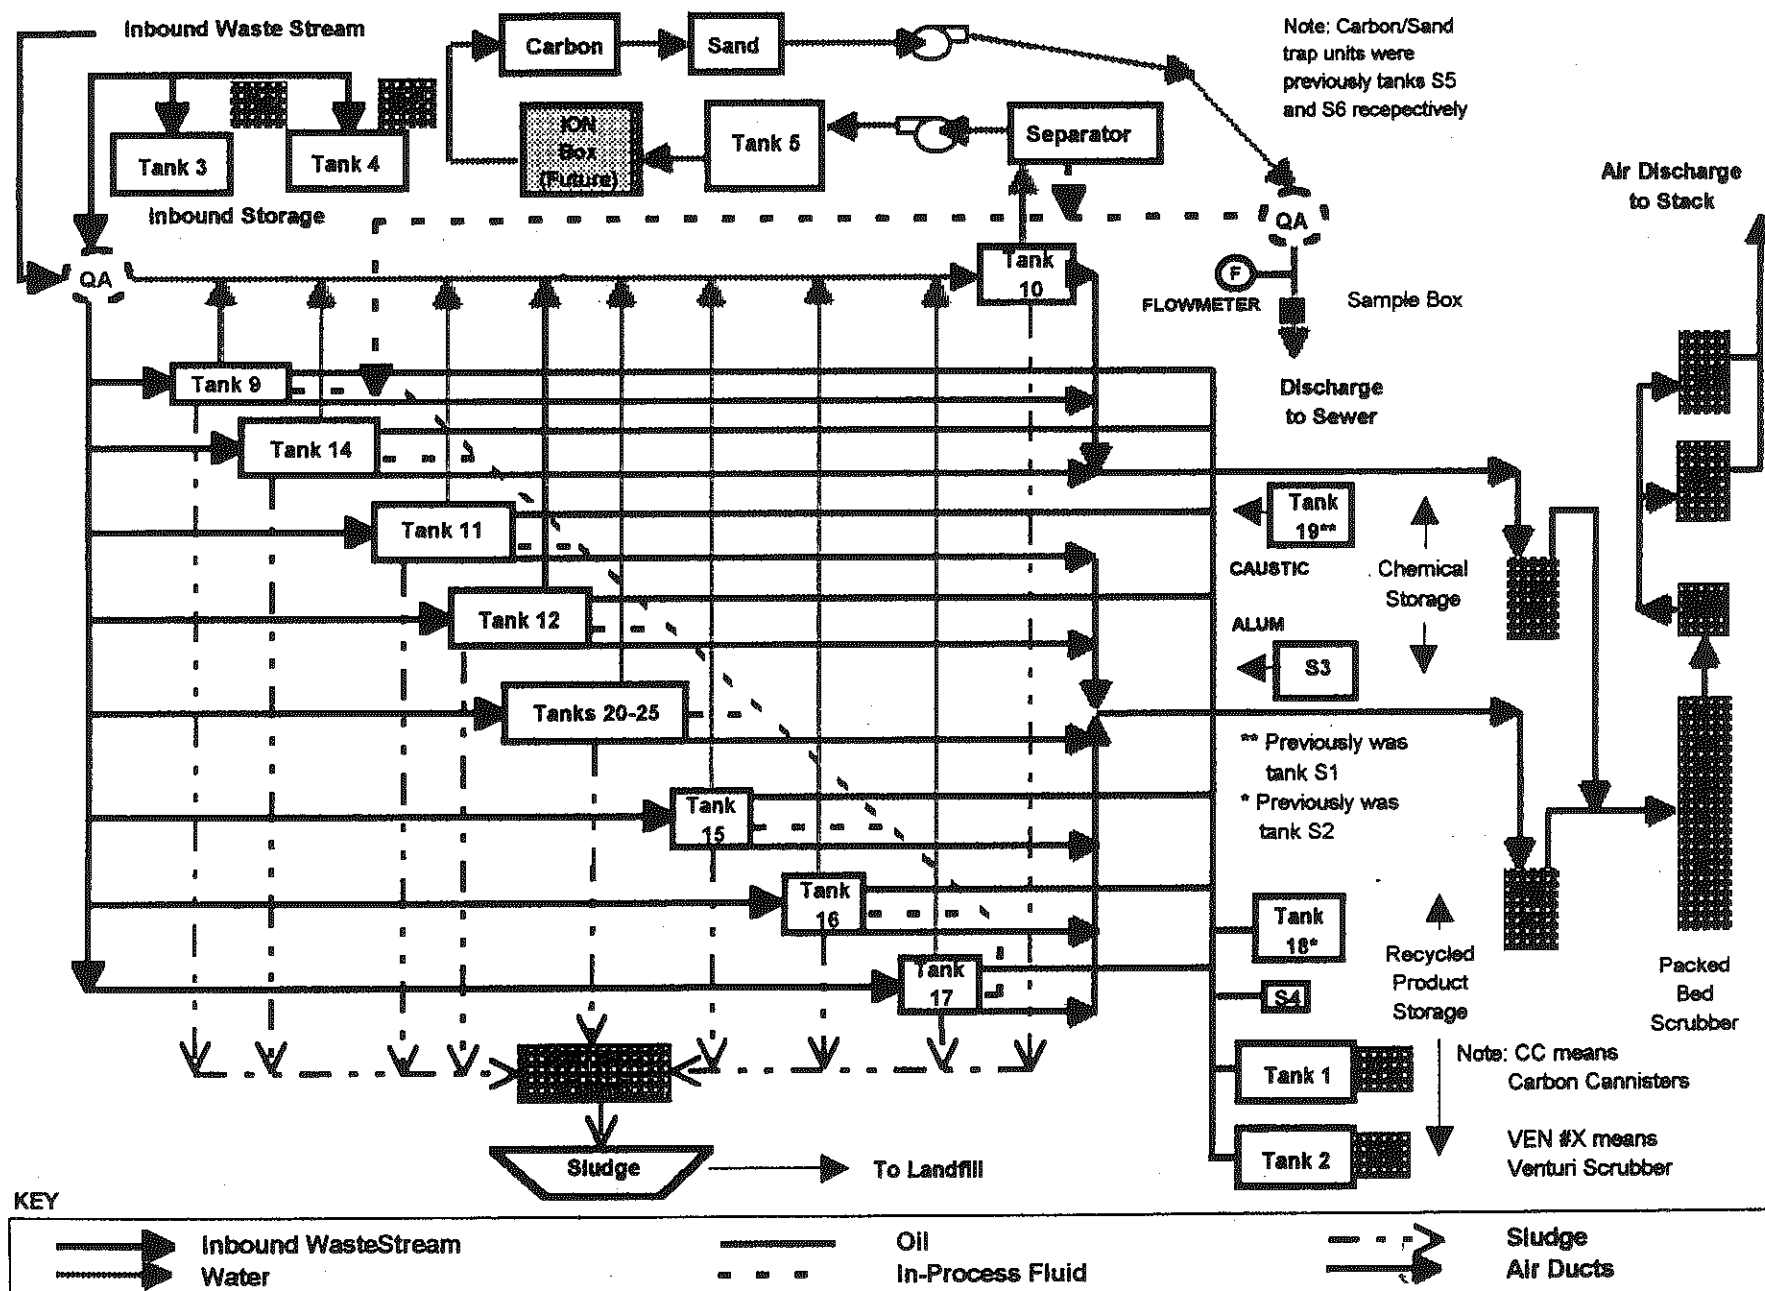 Inbound Waste Stream
Carbon
Sand
Note: Carbon/Sand
trap units were
previously tanks S5
and S6 recepectively
Tank 3
Tank 4
ION
Box
(Future)
Tank 5
Separator
Inbound Storage
Air Discharge
to Stack
QA
QA
Tank
10
F
FLOWMETER
Sample Box
Discharge
to Sewer
Tank 9
Tank 14
Tank 11
Tank 12
Tanks 20-25
Tank
15
Tank
16
Tank
17
Tank
19**
CAUSTIC
Chemical
Storage
ALUM
S3
** Previously was
tank S1
* Previously was
tank S2
Tank
18*
S4
Recycled
Product
Storage
Packed
Bed
Scrubber
Tank 1
Tank 2
Note: CC means
Carbon Cannisters
VEN #X means
Venturi Scrubber
Sludge
To Landfill
KEY
Inbound WasteStream
Oil
Sludge
Water
In-Process Fluid
Air Ducts